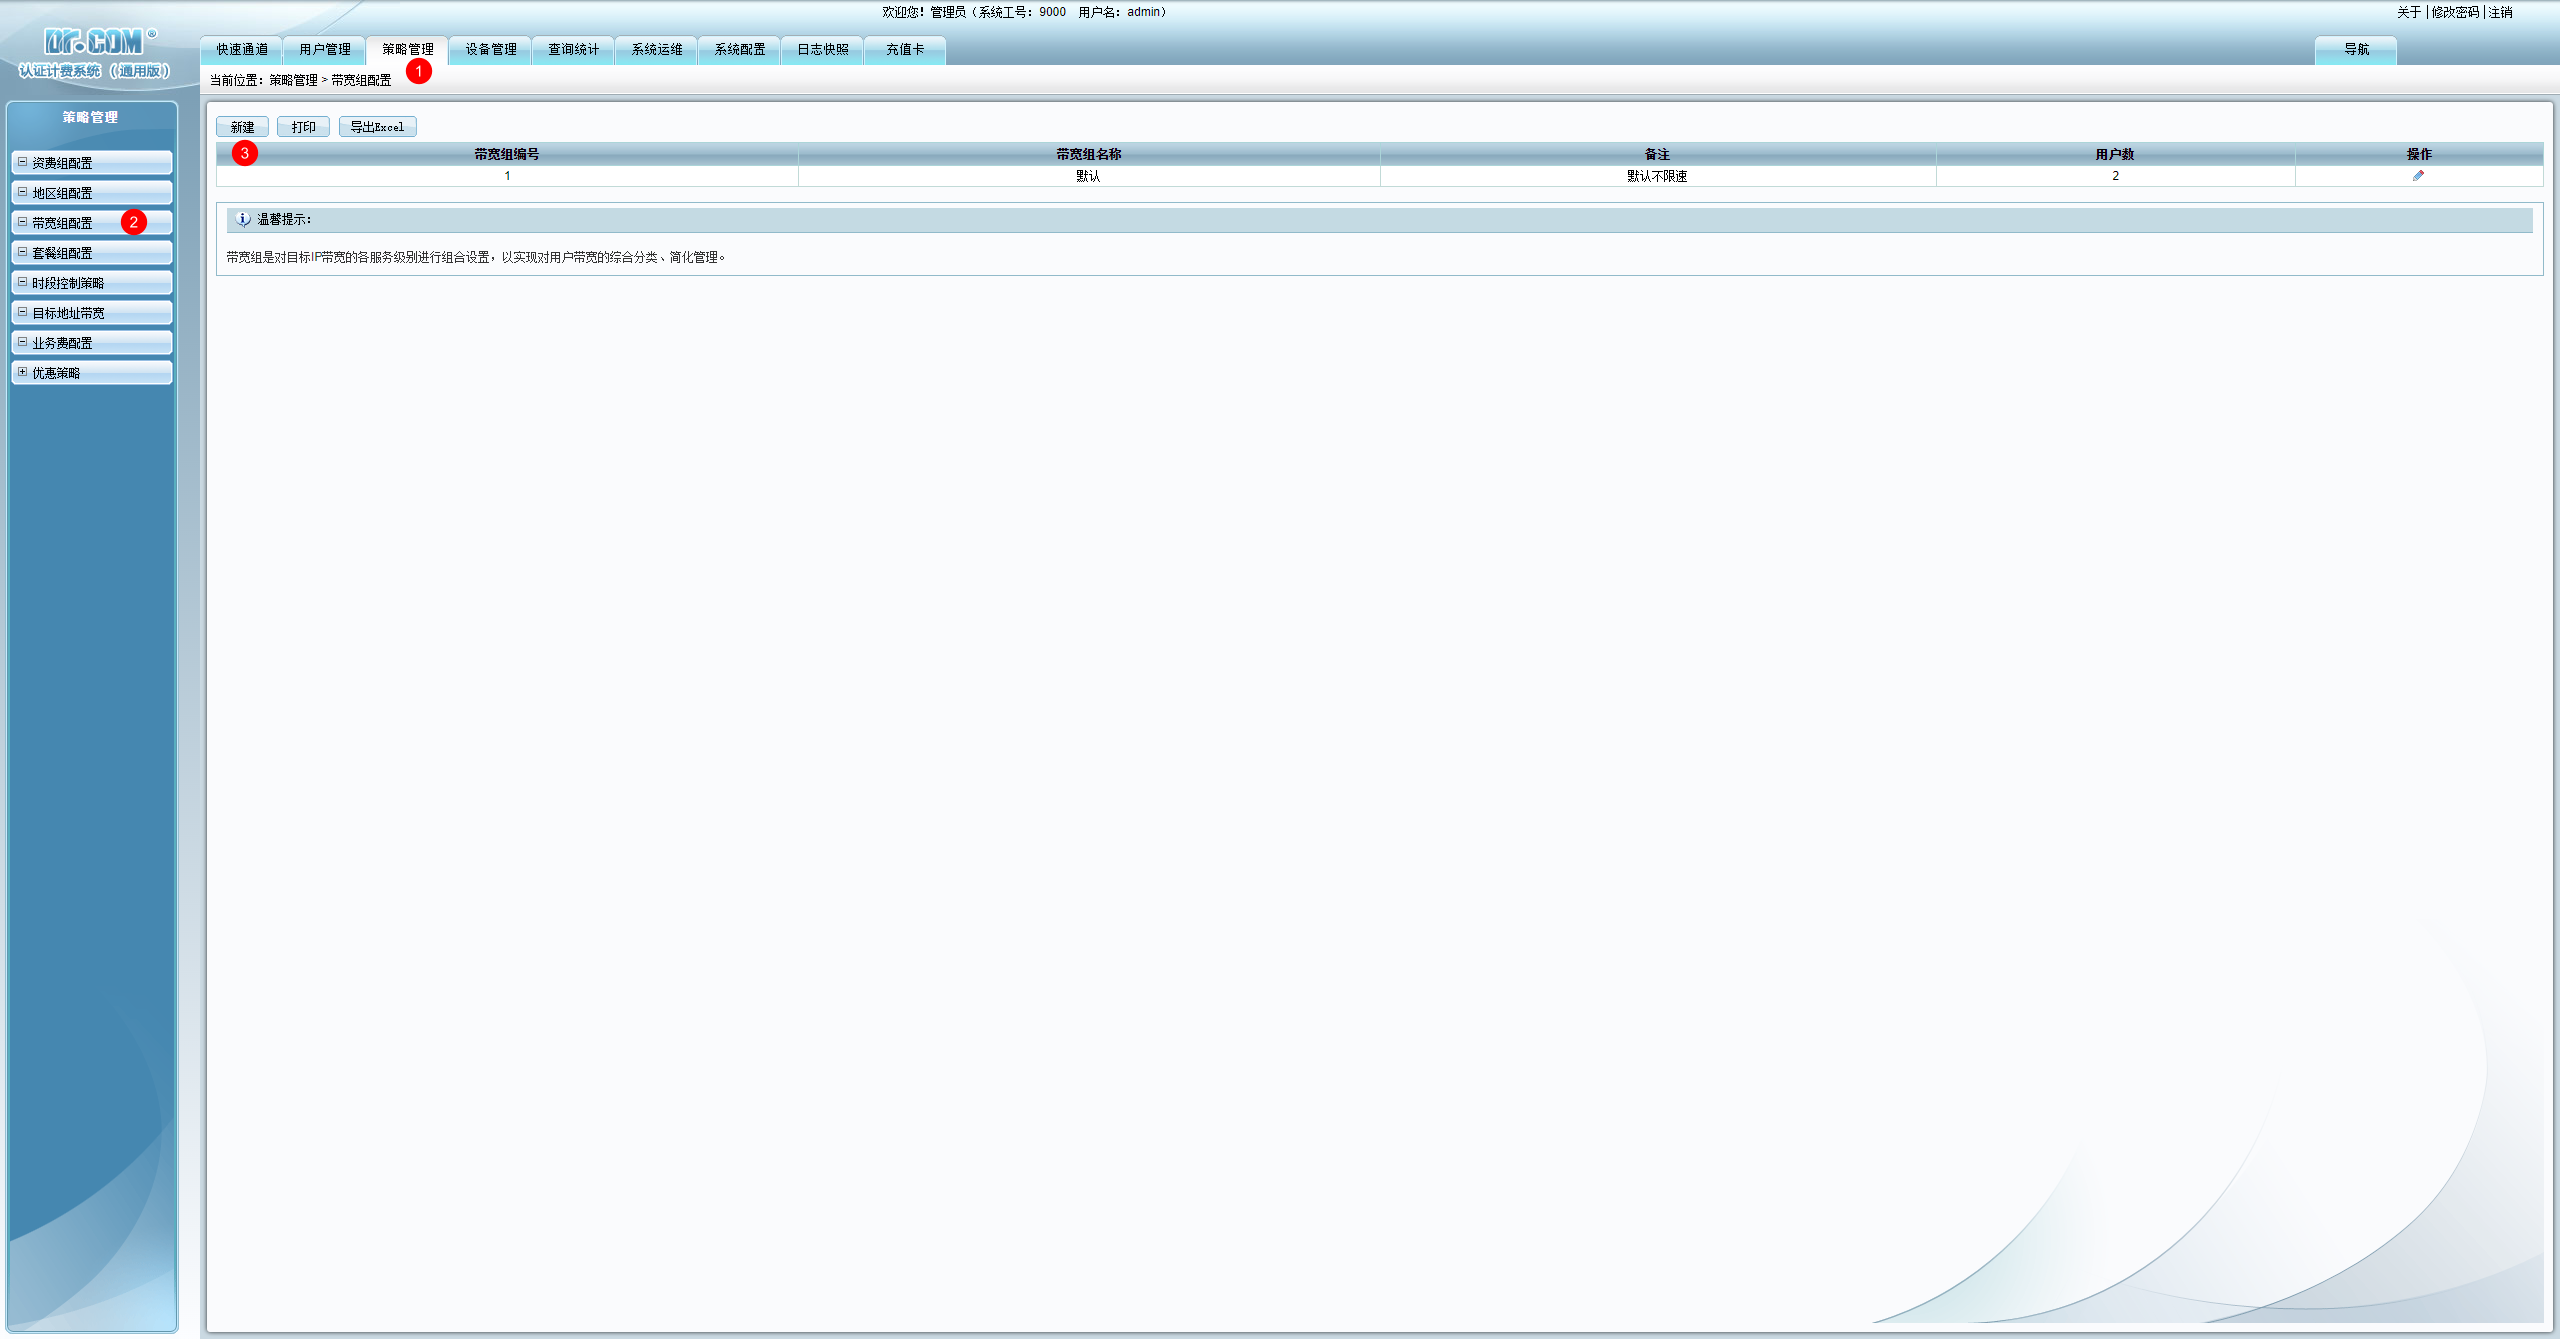 欢迎您！管理员（系统工号：9000 用户名：admin）
关于 | 修改密码 | 注销
Dr.COM ®
认证计费系统（通用版）
快速通道 用户管理 策略管理 设备管理 查询统计 系统运维 系统配置 日志快照 充值卡 导航
1
当前位置：策略管理 > 带宽组配置
策略管理
资费组配置
地区组配置
带宽组配置 2
套餐组配置
时段控制策略
目标地址带宽
业务费配置
优惠策略
新建 打印 导出Excel
3
带宽组编号 带宽组名称 备注 用户数 操作
1 默认 默认不限速 2
温馨提示：
带宽组是对目标IP带宽的各服务级别进行组合设置，以实现对用户带宽的综合分类、简化管理。